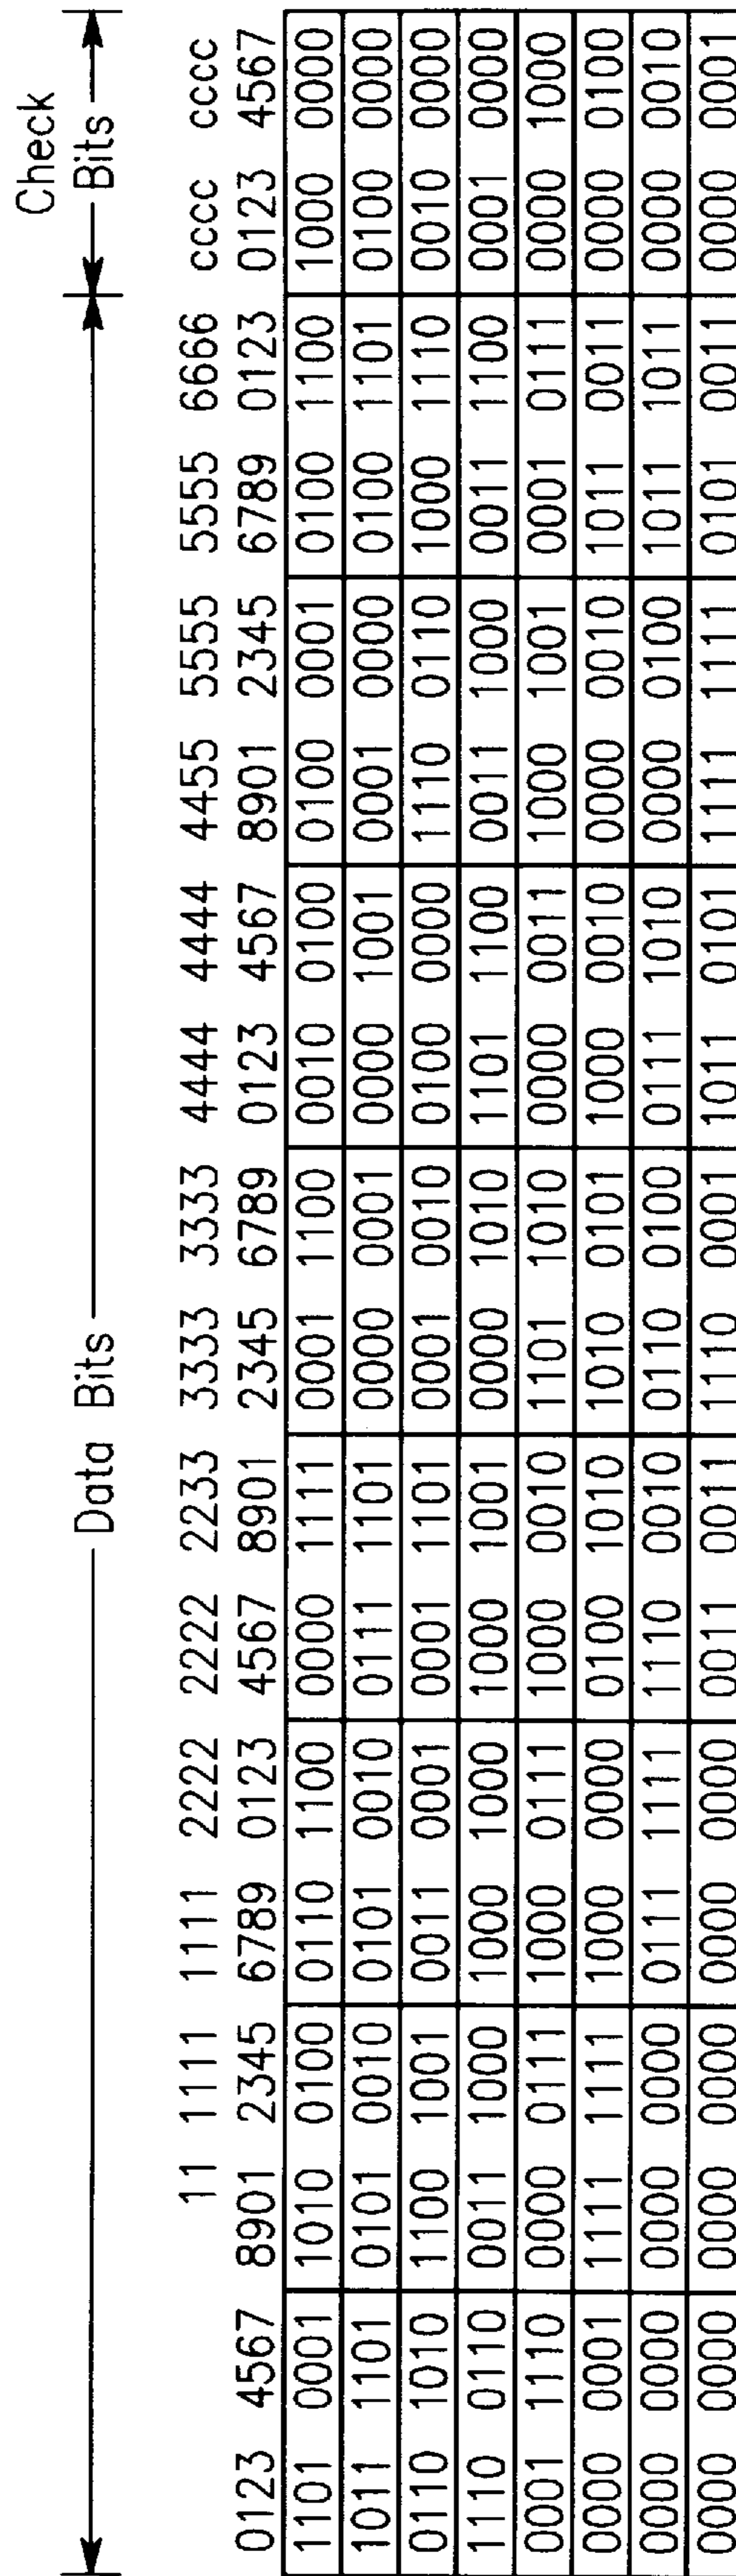 Check
Data Bits Bits
11 1111 1111 2222 2222 2233 3333 3333 4444 4444 4455 5555 5555 6666 cccc cccc
0123 4567 8901 2345 6789 0123 4567 8901 2345 6789 0123 4567 8901 2345 6789 0123 0123 4567
1101 0001 1010 0100 0110 1100 0000 1111 0001 1100 0010 0100 0100 0001 0100 1100 1000 0000
1011 1101 0101 0010 0101 0010 0111 1101 0000 0001 0000 1001 0001 0000 0100 1101 0100 0000
0110 1010 1100 1001 0011 0001 0001 1101 0001 0010 0100 0000 1110 0110 1000 1110 0010 0000
1110 0110 0011 1000 1000 1000 1000 1001 0000 1010 1101 1100 0011 1000 0011 1100 0001 0000
0001 1110 0000 0111 1000 0111 1000 0010 1101 1010 0000 0011 1000 1001 0001 0111 0000 1000
0000 0001 1111 1111 1000 0000 0100 1010 1010 0101 1000 0010 0000 0010 1011 0011 0000 0100
0000 0000 0000 0000 0111 1111 1110 0010 0110 0100 0111 1010 0000 0100 1011 1011 0000 0010
0000 0000 0000 0000 0000 0000 0011 0011 1110 0001 1011 0101 1111 1111 0101 0011 0000 0001